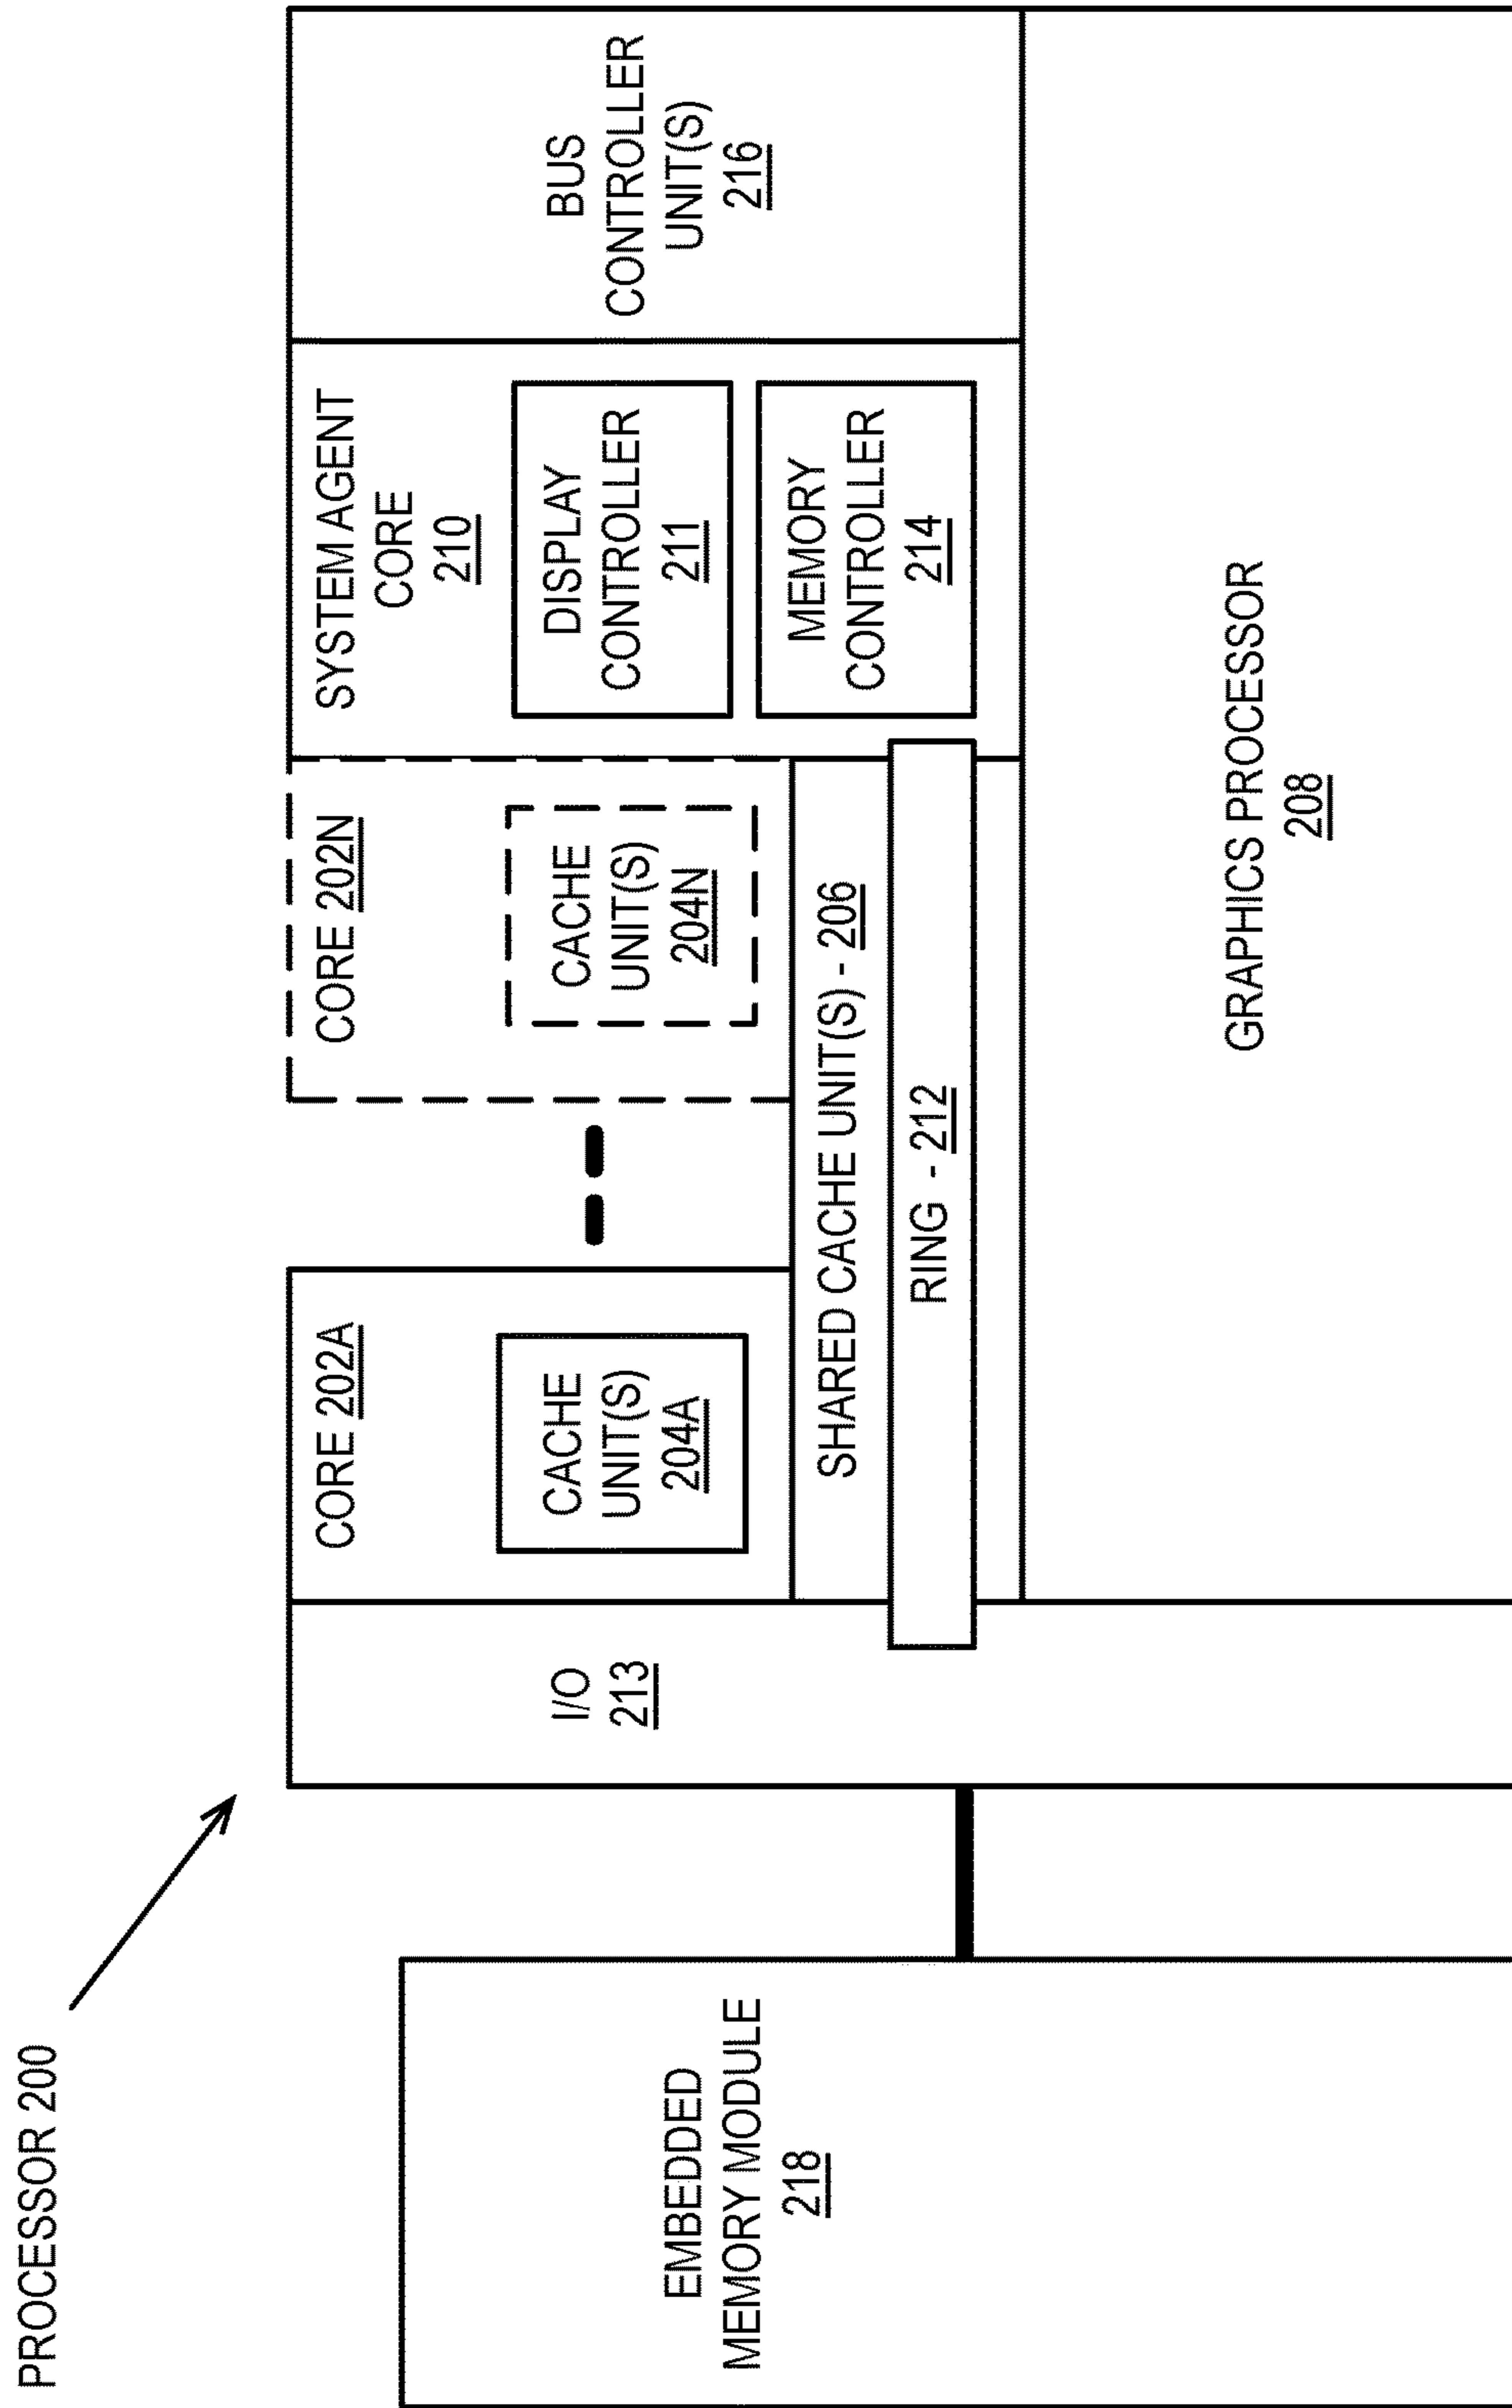 PROCESSOR 200
EMBEDDED
MEMORY MODULE
218
I/O
213
CORE 202A
CACHE
UNIT(S)
204A
CORE 202N
CACHE
UNIT(S)
204N
SHARED CACHE UNIT(S) - 206
RING - 212
SYSTEM AGENT
CORE
210
DISPLAY
CONTROLLER
211
MEMORY
CONTROLLER
214
BUS
CONTROLLER
UNIT(S)
216
GRAPHICS PROCESSOR
208